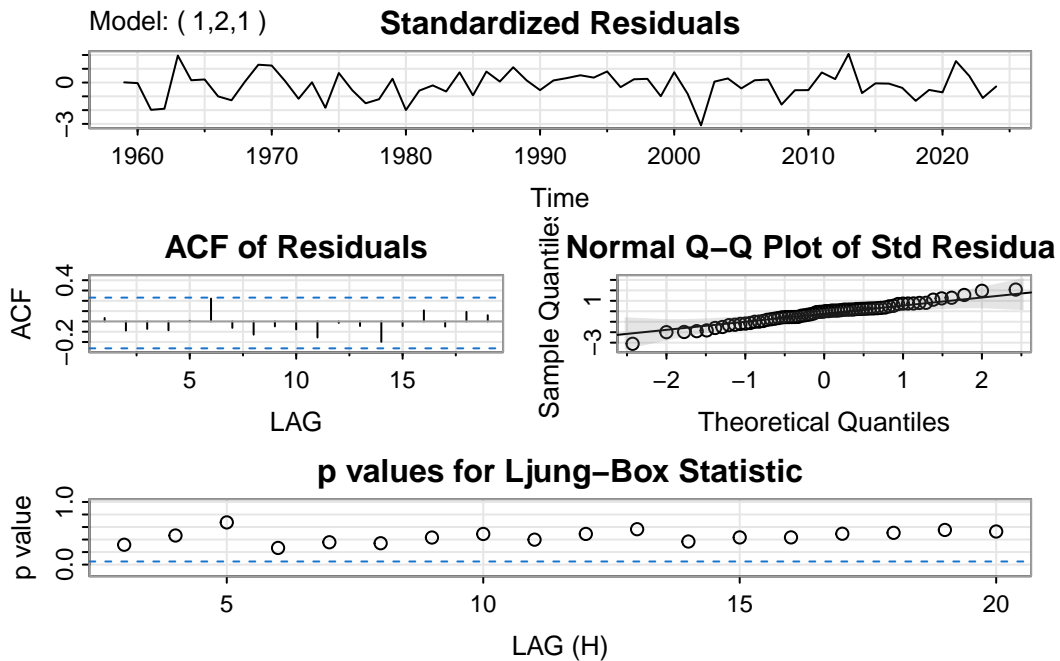 Model: ( 1,2,1 )
Standardized Residuals
0
−3
1960 1970 1980 1990 2000 2010 2020
Time
ACF of Residuals
ACF
0.4
−0.2
5 10 15
LAG
Normal Q−Q Plot of Std Residua
Sample Quantiles
1
−3
−2 −1 0 1 2
Theoretical Quantiles
p values for Ljung−Box Statistic
p value
1.0
0.0
5 10 15 20
LAG (H)